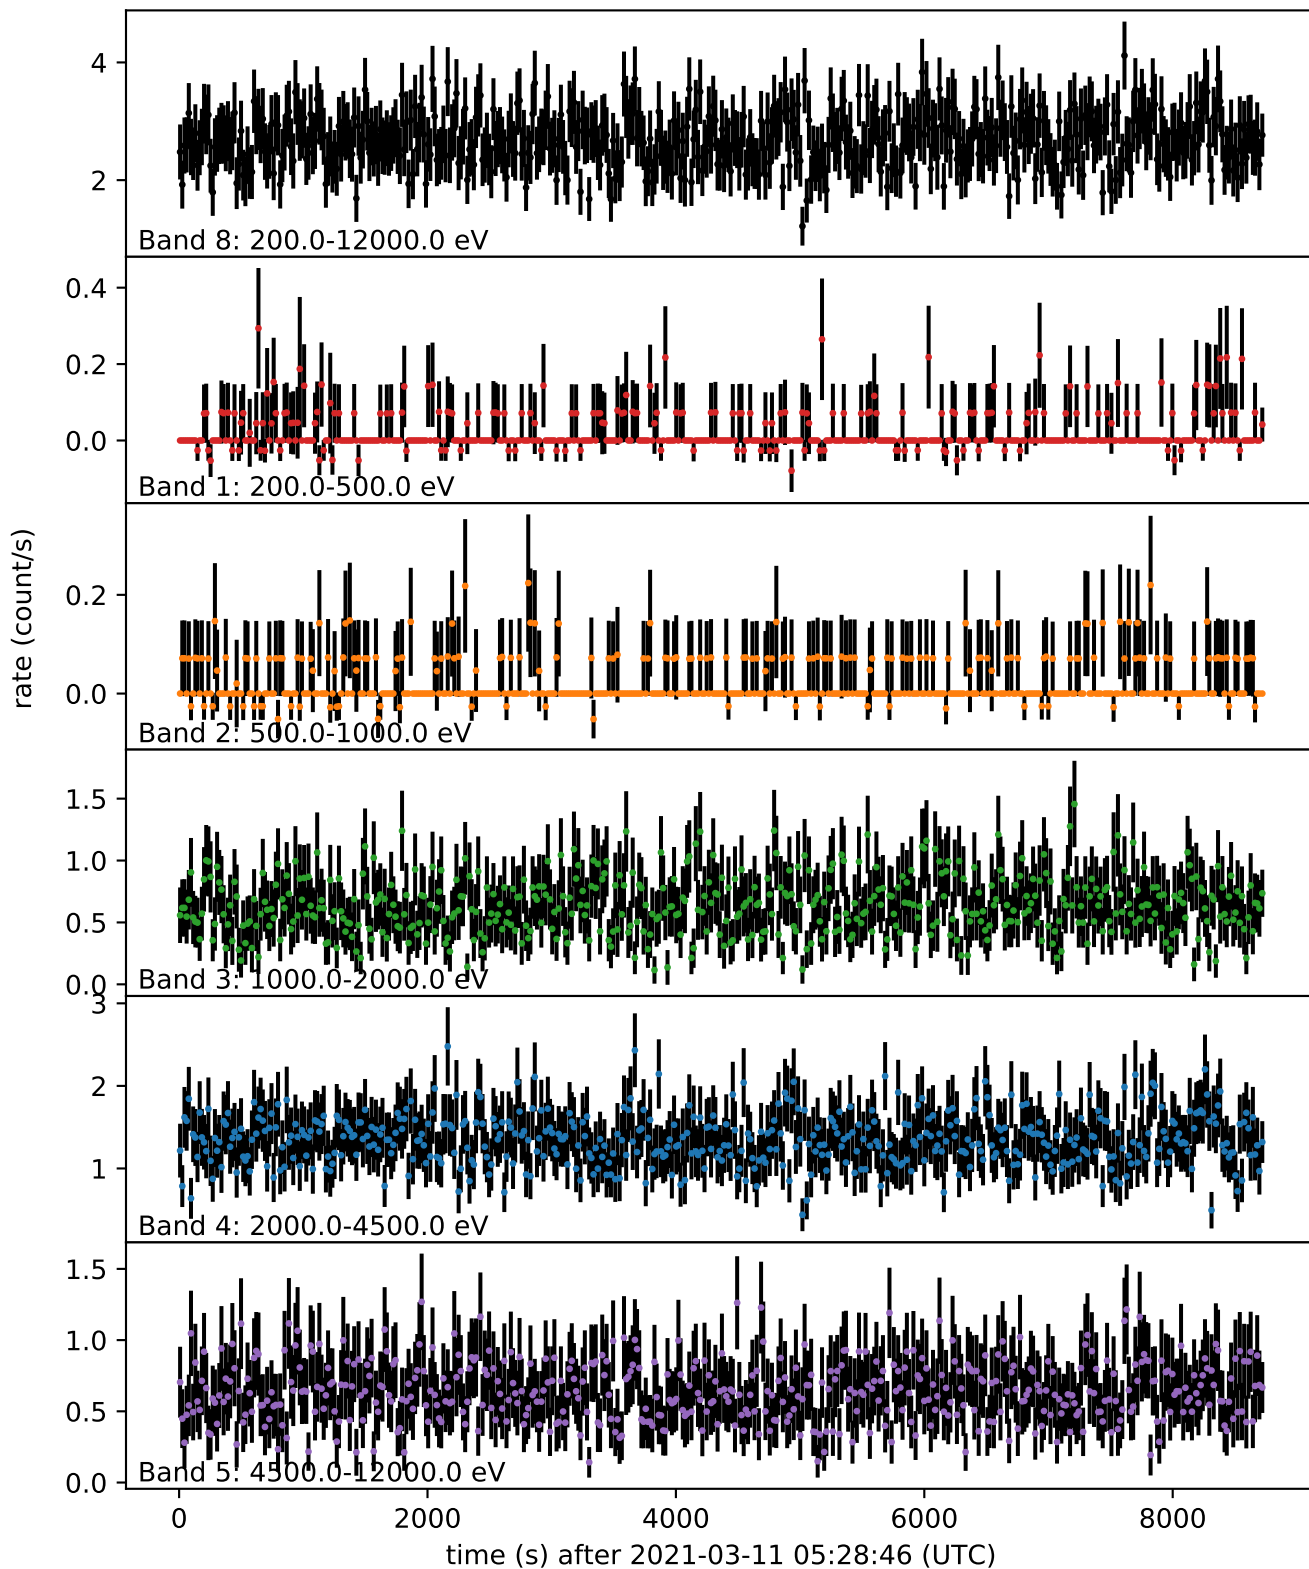 4
2
Band 8: 200.0-12000.0 eV
0.4
0.2
0.0
Band 1: 200.0-500.0 eV
0.2
0.0
Band 2: 500.0-1000.0 eV
rate (count/s)
1.5
1.0
0.5
0.0
Band 3: 1000.0-2000.0 eV
3
2
1
Band 4: 2000.0-4500.0 eV
1.5
1.0
0.5
0.0
Band 5: 4500.0-12000.0 eV
0 2000 4000 6000 8000
time (s) after 2021-03-11 05:28:46 (UTC)